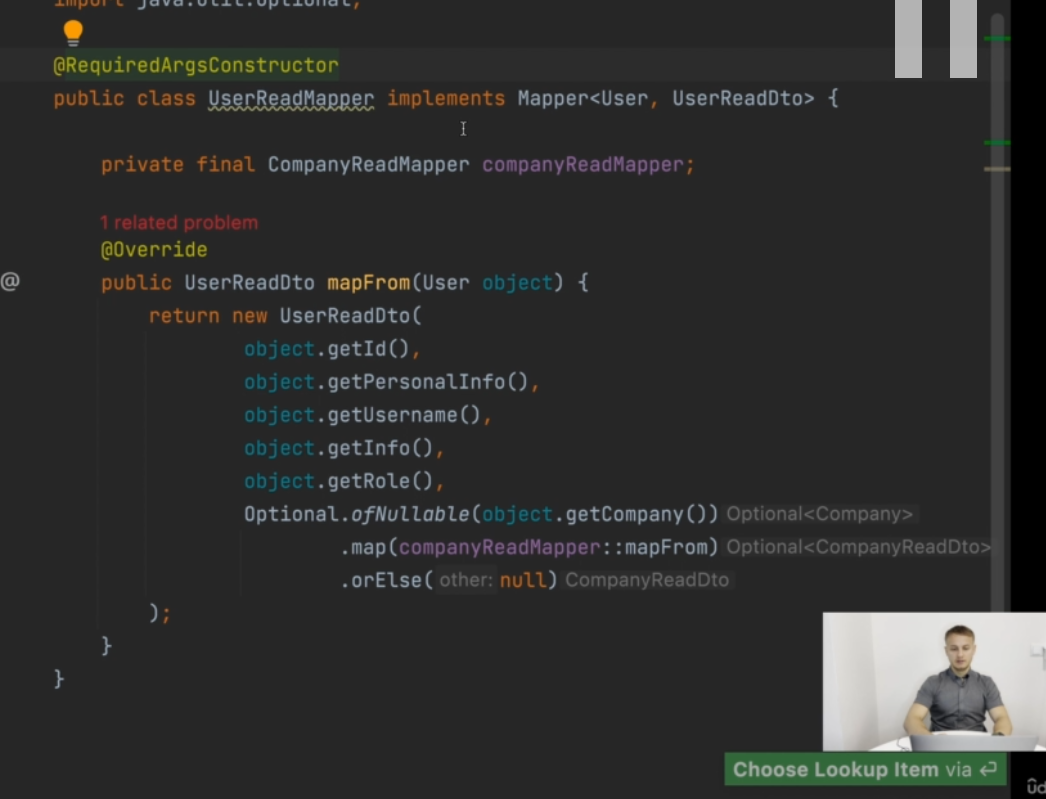 import java.util.Optional;
@RequiredArgsConstructor
public class UserReadMapper implements Mapper<User, UserReadDto> {
private final CompanyReadMapper companyReadMapper;
1 related problem
@Override
@
public UserReadDto mapFrom(User object) {
return new UserReadDto(
object.getId(),
object.getPersonalInfo(),
object.getUsername(),
object.getInfo(),
object.getRole(),
Optional.ofNullable(object.getCompany()) Optional<Company>
.map(companyReadMapper::mapFrom) Optional<CompanyReadDto>
.orElse( other: null) CompanyReadDto
);
}
}
Choose Lookup Item via ↵
ûd